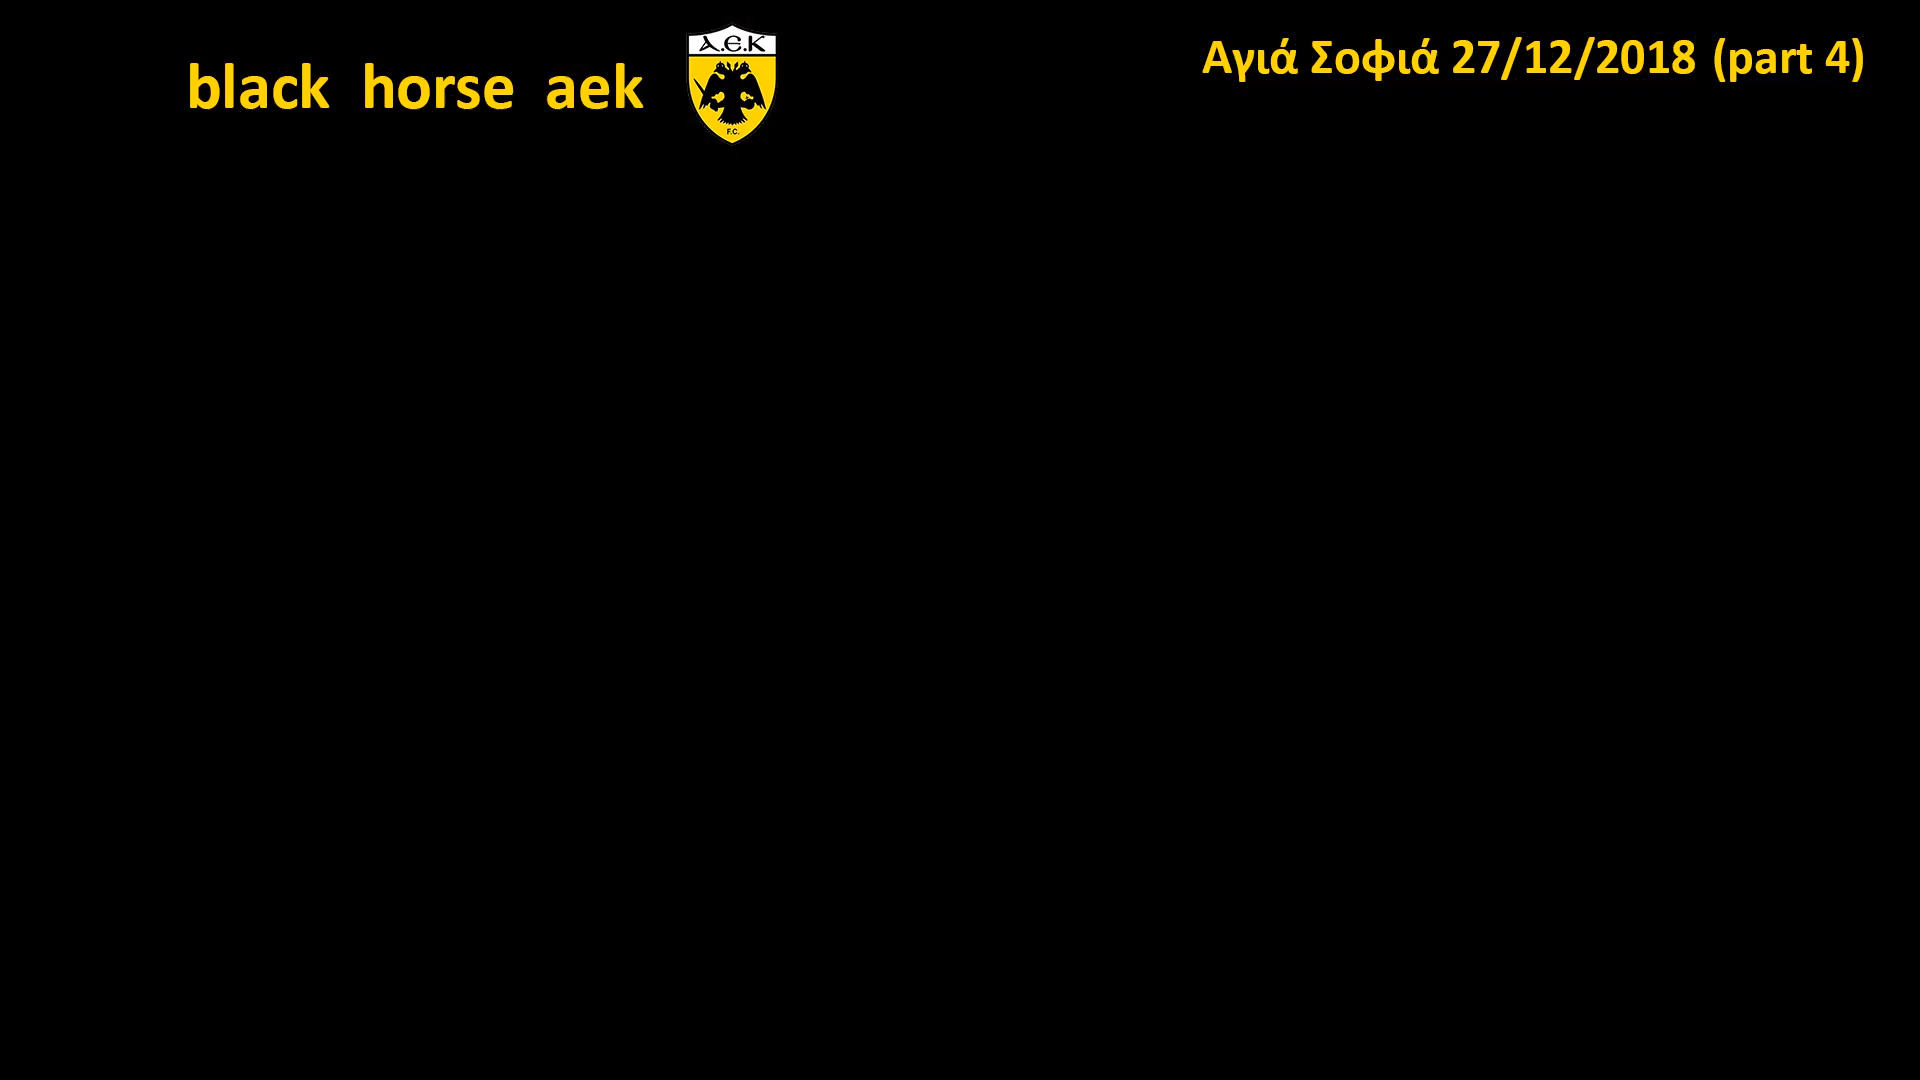 black horse aek
Α.Ε.Κ
F.C.
Αγιά Σοφιά 27/12/2018 (part 4)